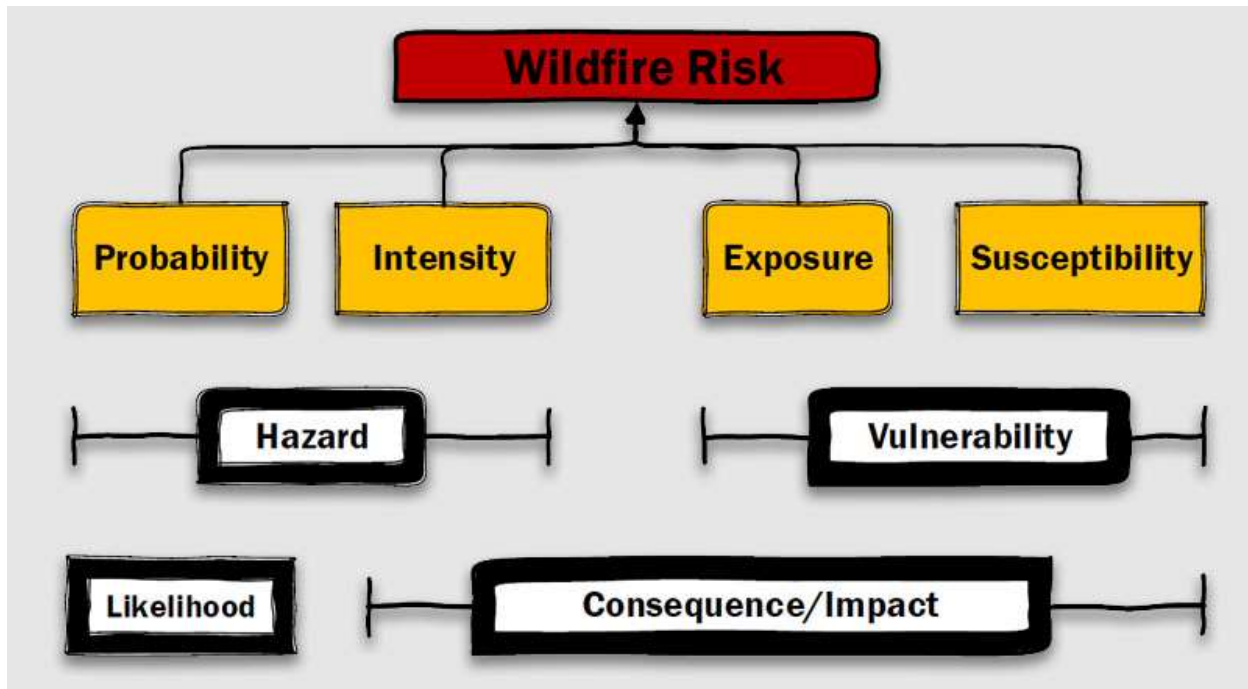 Wildfire Risk
Probability
Intensity
Exposure
Susceptibility
Hazard
Vulnerability
Likelihood
Consequence/Impact